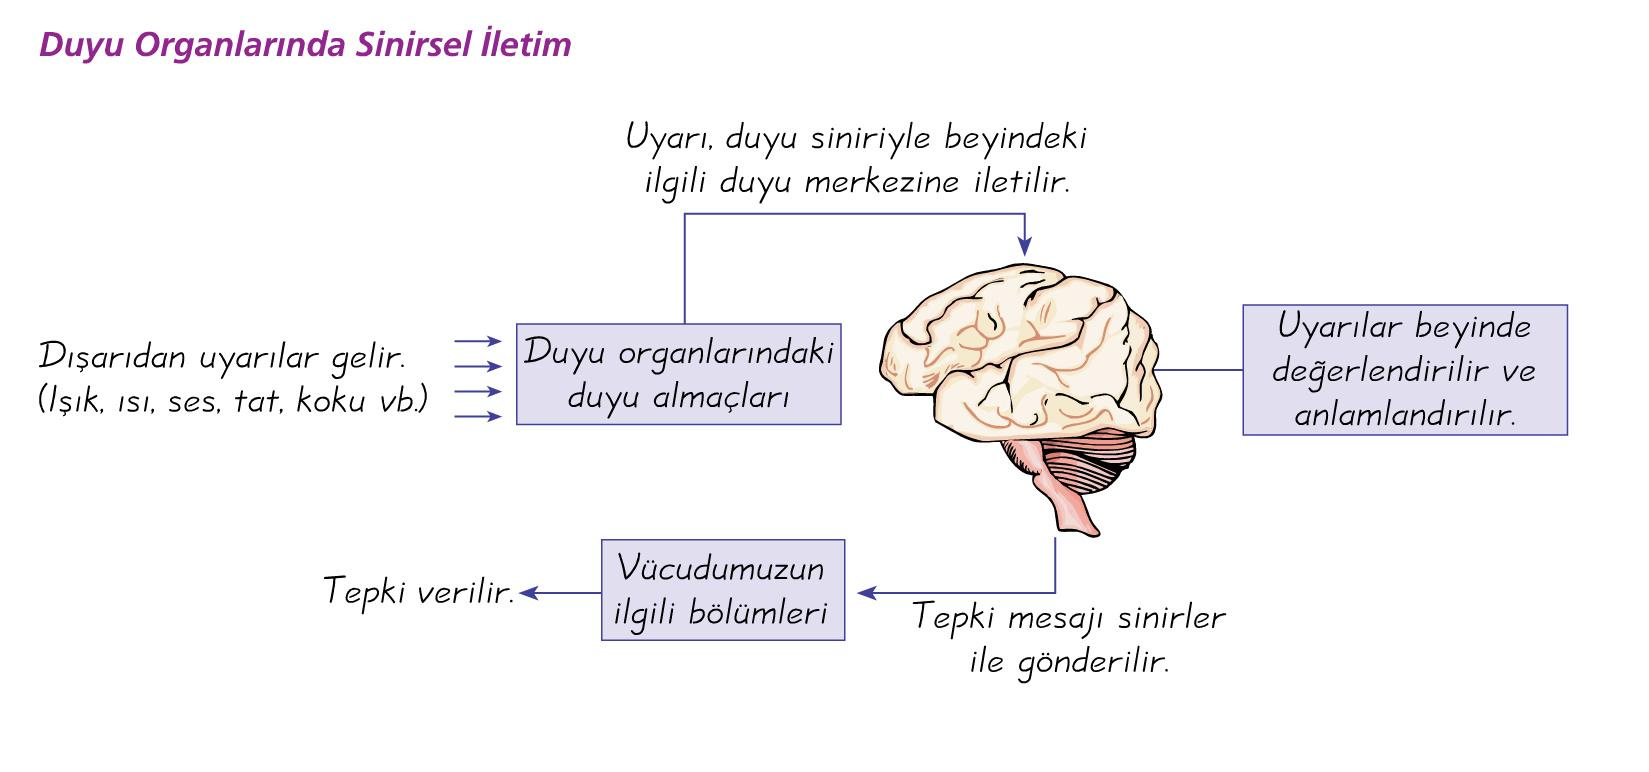 Duyu Organlarında Sinirsel İletim
Uyarı, duyu siniriyle beyindeki
ilgili duyu merkezine iletilir.
Dışarıdan uyarılar gelir.
(Işık, ısı, ses, tat, koku vb.)
Duyu organlarındaki
duyu almaçları
Uyarılar beyinde
değerlendirilir ve
anlamlandırılır.
Tepki verilir.
Vücudumuzun
ilgili bölümleri
Tepki mesajı sinirler
ile gönderilir.